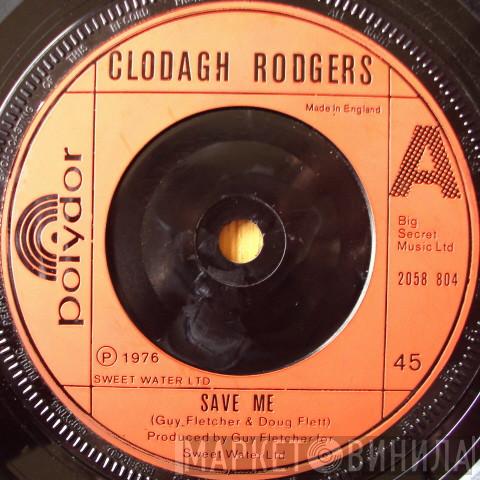 CLODAGH RODGERS
Made in England
A
polydor
Big
Secret
Music Ltd
2058 804
℗ 1976
SWEET WATER LTD
45
SAVE ME
(Guy Fletcher & Doug Flett)
Produced by Guy Fletcher for
Sweet Water Ltd
МАРКЕТ ВИНИЛА